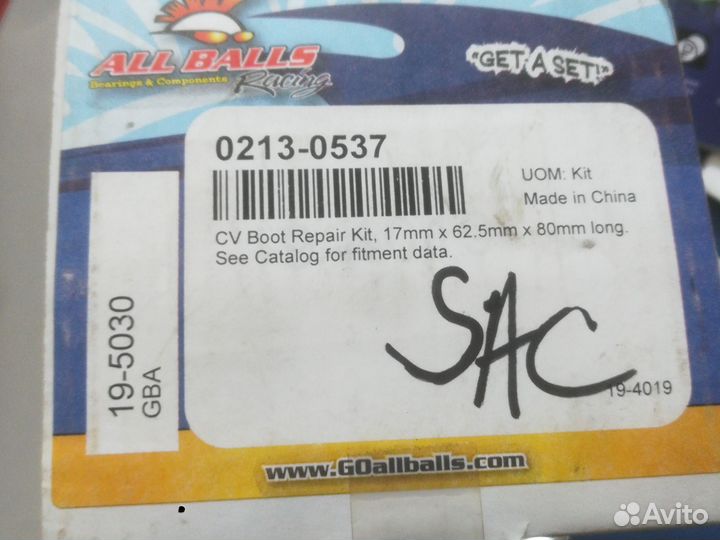 ALL BALLS
Racing
Bearings & Components
"GET A SET!"
0213-0537
UOM: Kit
Made in China
CV Boot Repair Kit, 17mm x 62.5mm x 80mm long.
See Catalog for fitment data.
19-5030
GBA
SAC
19-4019
www.GOallballs.com
Avito